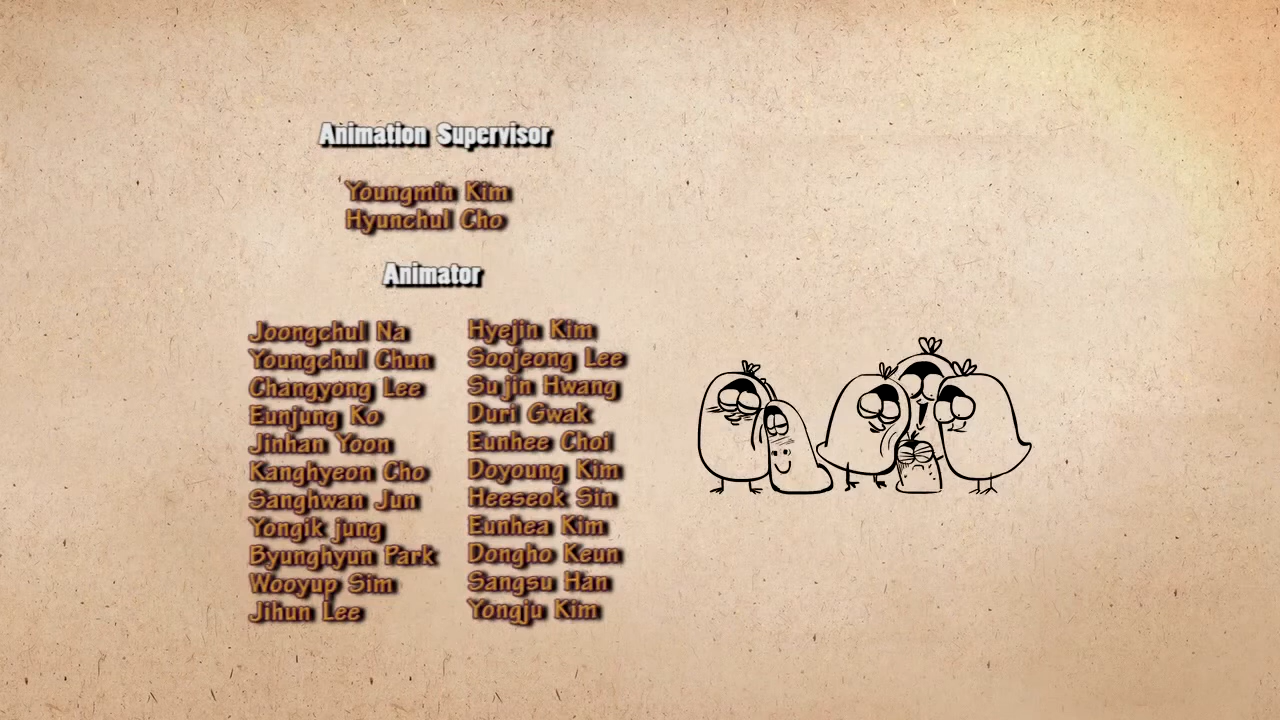 Animation Supervisor
Youngmin Kim
Hyunchul Cho
Animator
Joongchul Na
Youngchul Chun
Changyong Lee
Eunjung Ko
Jinhan Yoon
Kanghyeon Cho
Sanghwan Jun
Yongik jung
Byunghyun Park
Wooyup Sim
Jihun Lee
Hyejin Kim
Soojeong Lee
Sujin Hwang
Duri Gwak
Eunhee Choi
Doyoung Kim
Heeseok Sin
Eunhea Kim
Dongho Keun
Sangsu Han
Yongju Kim